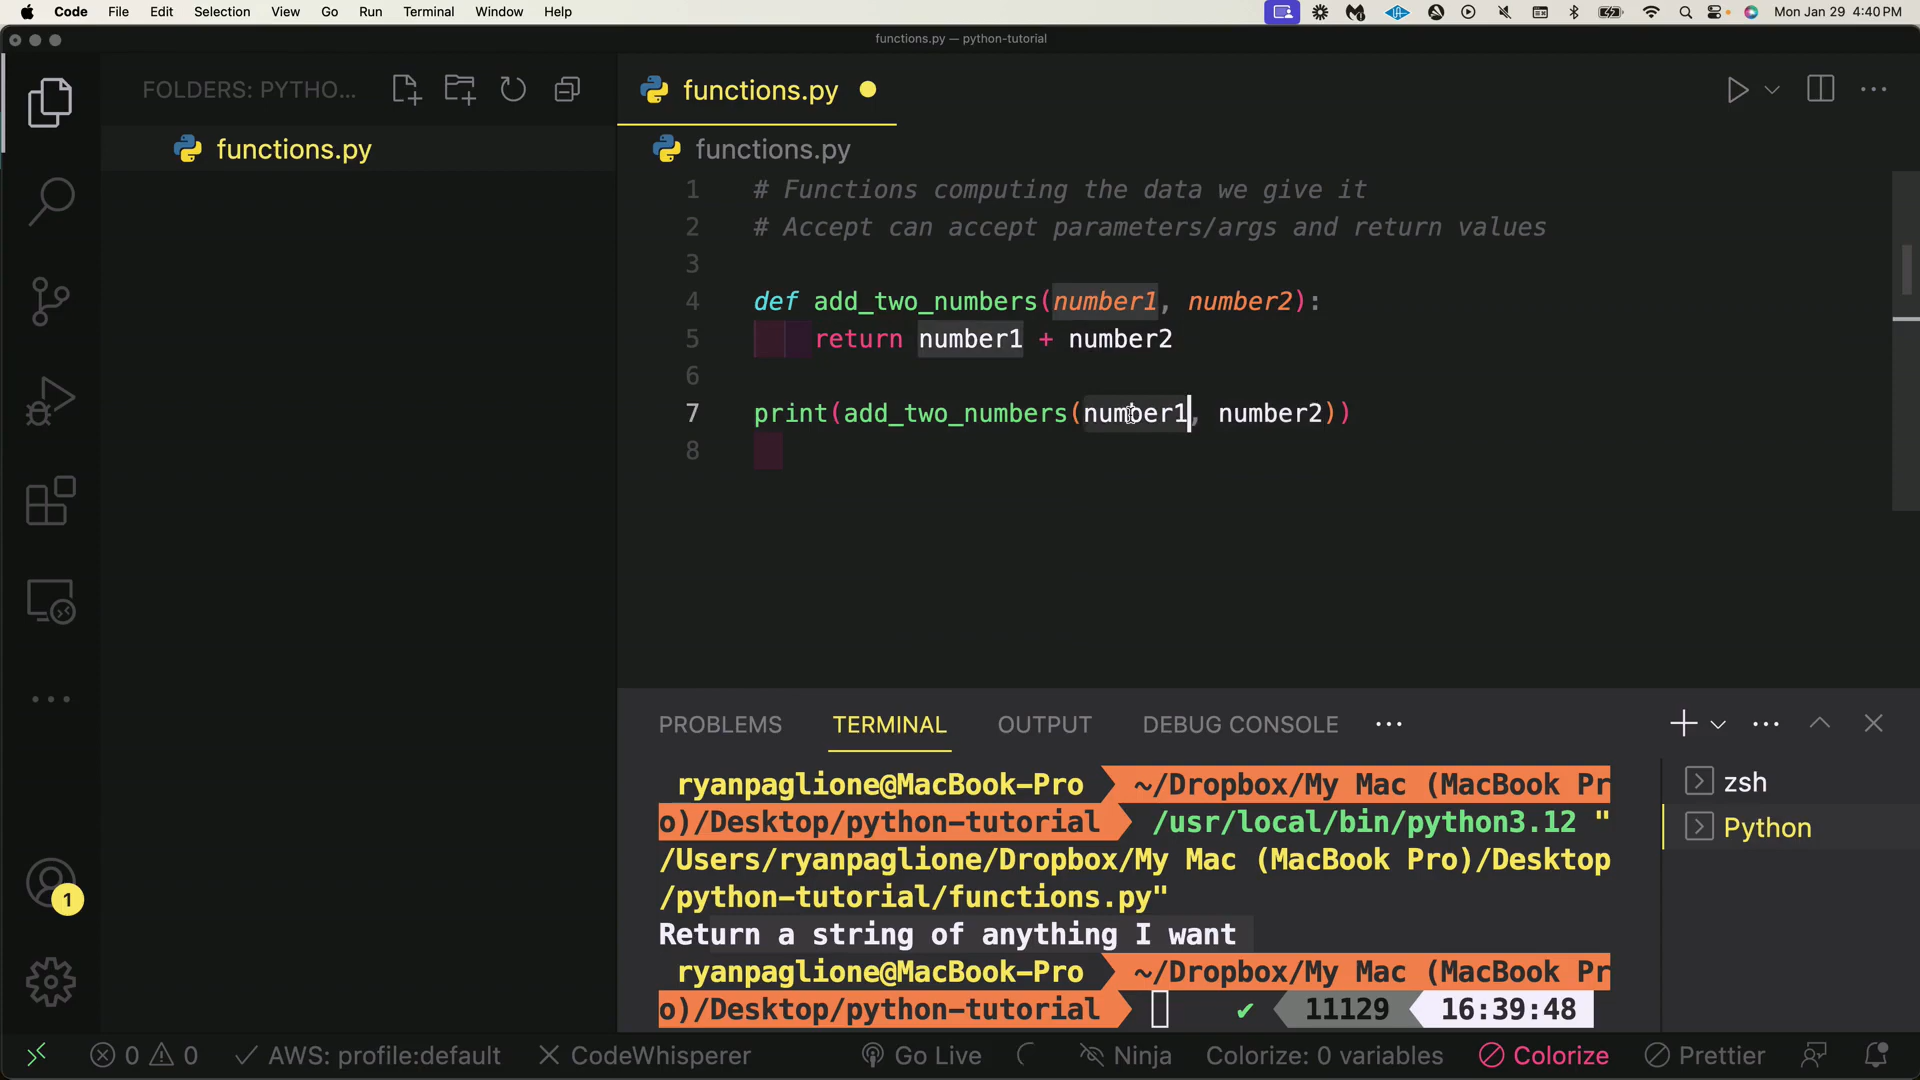 Code File Edit Selection View Go Run Terminal Window Help Mon Jan 29 4:40 PM
functions.py — python-tutorial
FOLDERS: PYTHO...
functions.py
functions.py
functions.py
1 # Functions computing the data we give it
2 # Accept can accept parameters/args and return values
3
4 def add_two_numbers(number1, number2):
5 return number1 + number2
6
7 print(add_two_numbers(number1, number2))
8
PROBLEMS TERMINAL OUTPUT DEBUG CONSOLE
ryanpaglione@MacBook-Pro ~/Dropbox/My Mac (MacBook Pr
o)/Desktop/python-tutorial /usr/local/bin/python3.12 "
/Users/ryanpaglione/Dropbox/My Mac (MacBook Pro)/Desktop
/python-tutorial/functions.py"
Return a string of anything I want
ryanpaglione@MacBook-Pro ~/Dropbox/My Mac (MacBook Pr
o)/Desktop/python-tutorial ✔ 11129 16:39:48
zsh
Python
1
0 0 AWS: profile:default CodeWhisperer Go Live Ninja Colorize: 0 variables Colorize Prettier